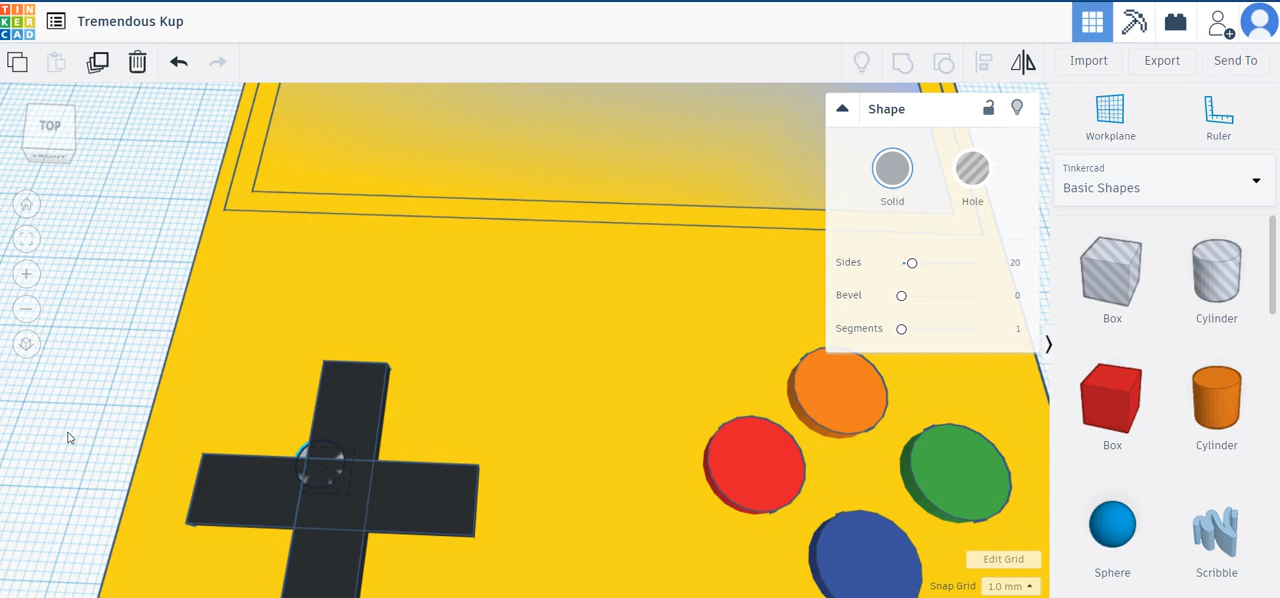 TIN
KER
CAD
Tremendous Kup
Import
Export
Send To
TOP
FRONT
Shape
Solid
Hole
Sides
20
Bevel
0
Segments
1
Workplane
Ruler
Tinkercad
Basic Shapes
Box
Cylinder
Box
Cylinder
Sphere
Scribble
Edit Grid
Snap Grid
1.0 mm